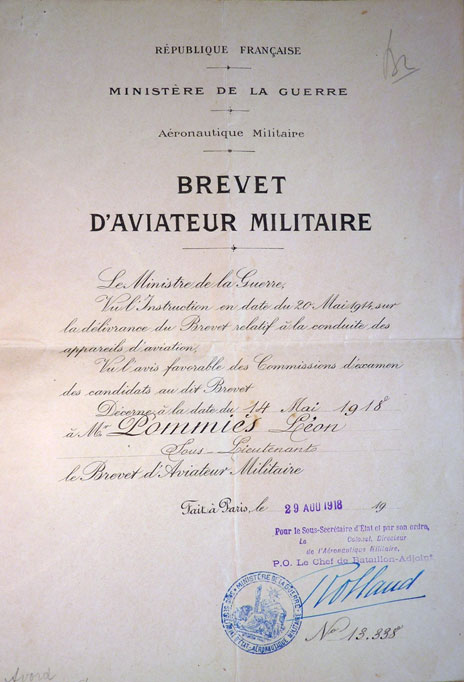 RÉPUBLIQUE FRANÇAISE
MINISTÈRE DE LA GUERRE
Aéronautique Militaire
BREVET
D'AVIATEUR MILITAIRE
Le Ministre de la Guerre,
Vu l'Instruction en date du 20 Mai 1914, sur
la délivrance du Brevet relatif à la conduite des
appareils d'aviation,
Vu l'avis favorable des Commissions d'examen
des candidats au dit Brevet
Décerne à la date du 14 Mai 1918
à Mr Pommiès Léon
Sous-Lieutenant
le Brevet d'Aviateur Militaire
Fait à Paris, le 29 AOU 1918 19
Pour le Sous-Secrétaire d'État et par son ordre,
Le Colonel, Directeur
de l'Aéronautique Militaire,
P.O. Le Chef de Bataillon-Adjoint
Rolland
MINISTÈRE DE LA GUERRE
No 13.338
Avord